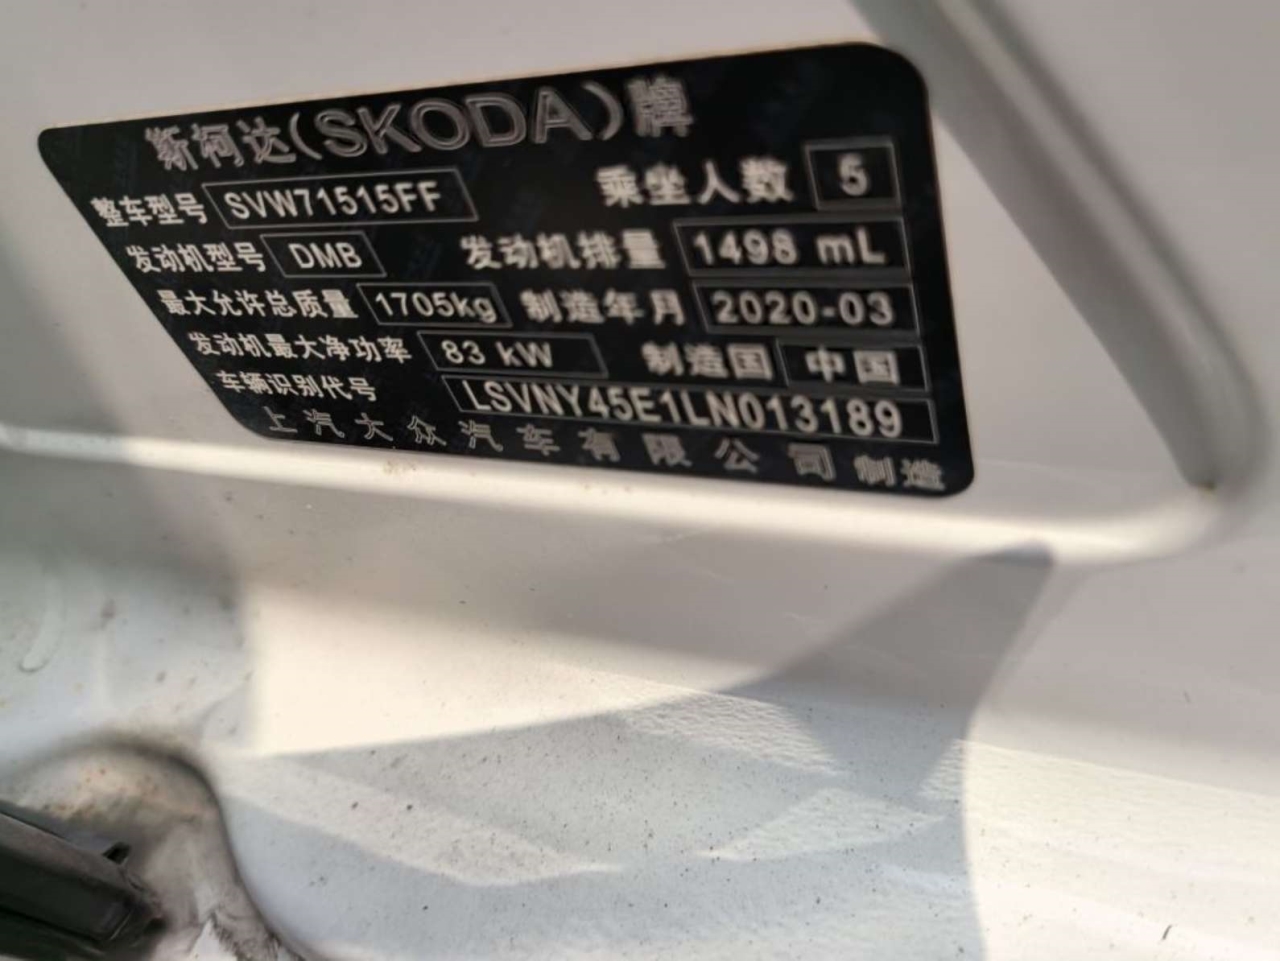 斯柯达(SKODA)牌
整车型号 SVW71515FF 乘坐人数 5
发动机型号 DMB 发动机排量 1498 mL
最大允许总质量 1705kg 制造年月 2020-03
发动机最大净功率 83 kW 制造国 中国
车辆识别代号 LSVNY45E1LN013189
上汽大众汽车有限公司制造